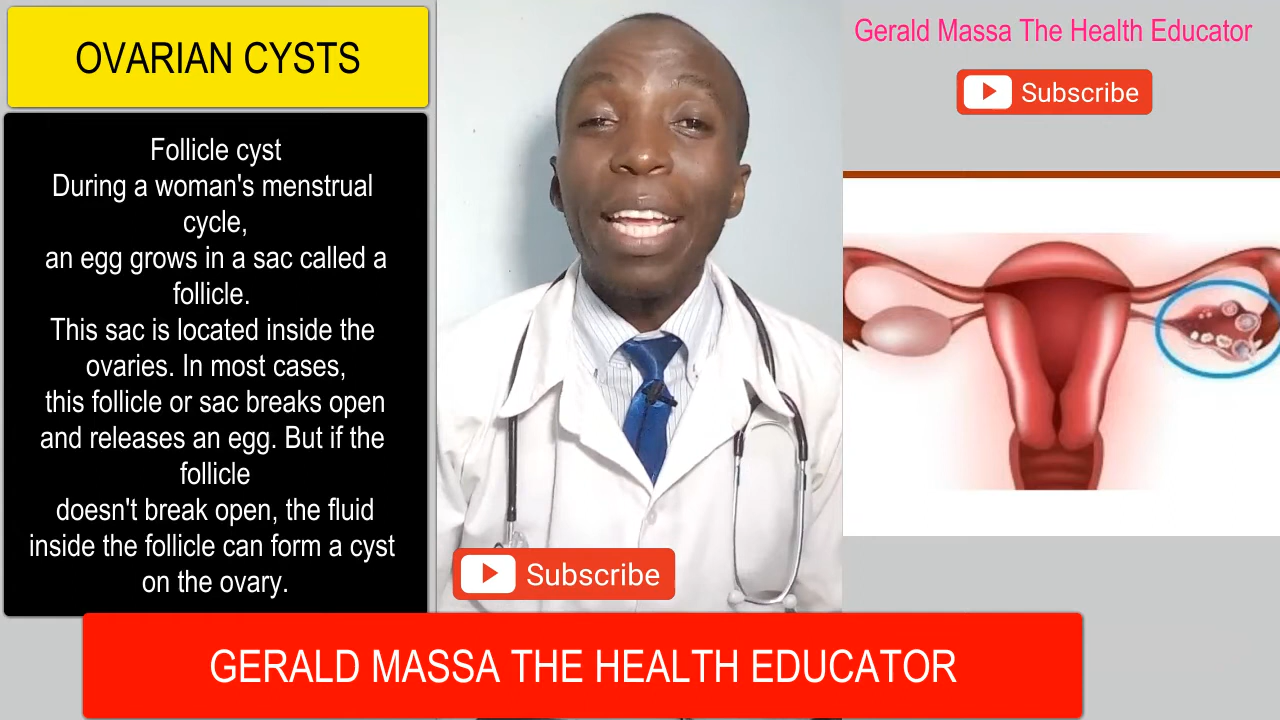 OVARIAN CYSTS
Follicle cyst
During a woman's menstrual
cycle,
an egg grows in a sac called a
follicle.
This sac is located inside the
ovaries. In most cases,
this follicle or sac breaks open
and releases an egg. But if the
follicle
doesn't break open, the fluid
inside the follicle can form a cyst
on the ovary.
Subscribe
Gerald Massa The Health Educator
Subscribe
GERALD MASSA THE HEALTH EDUCATOR